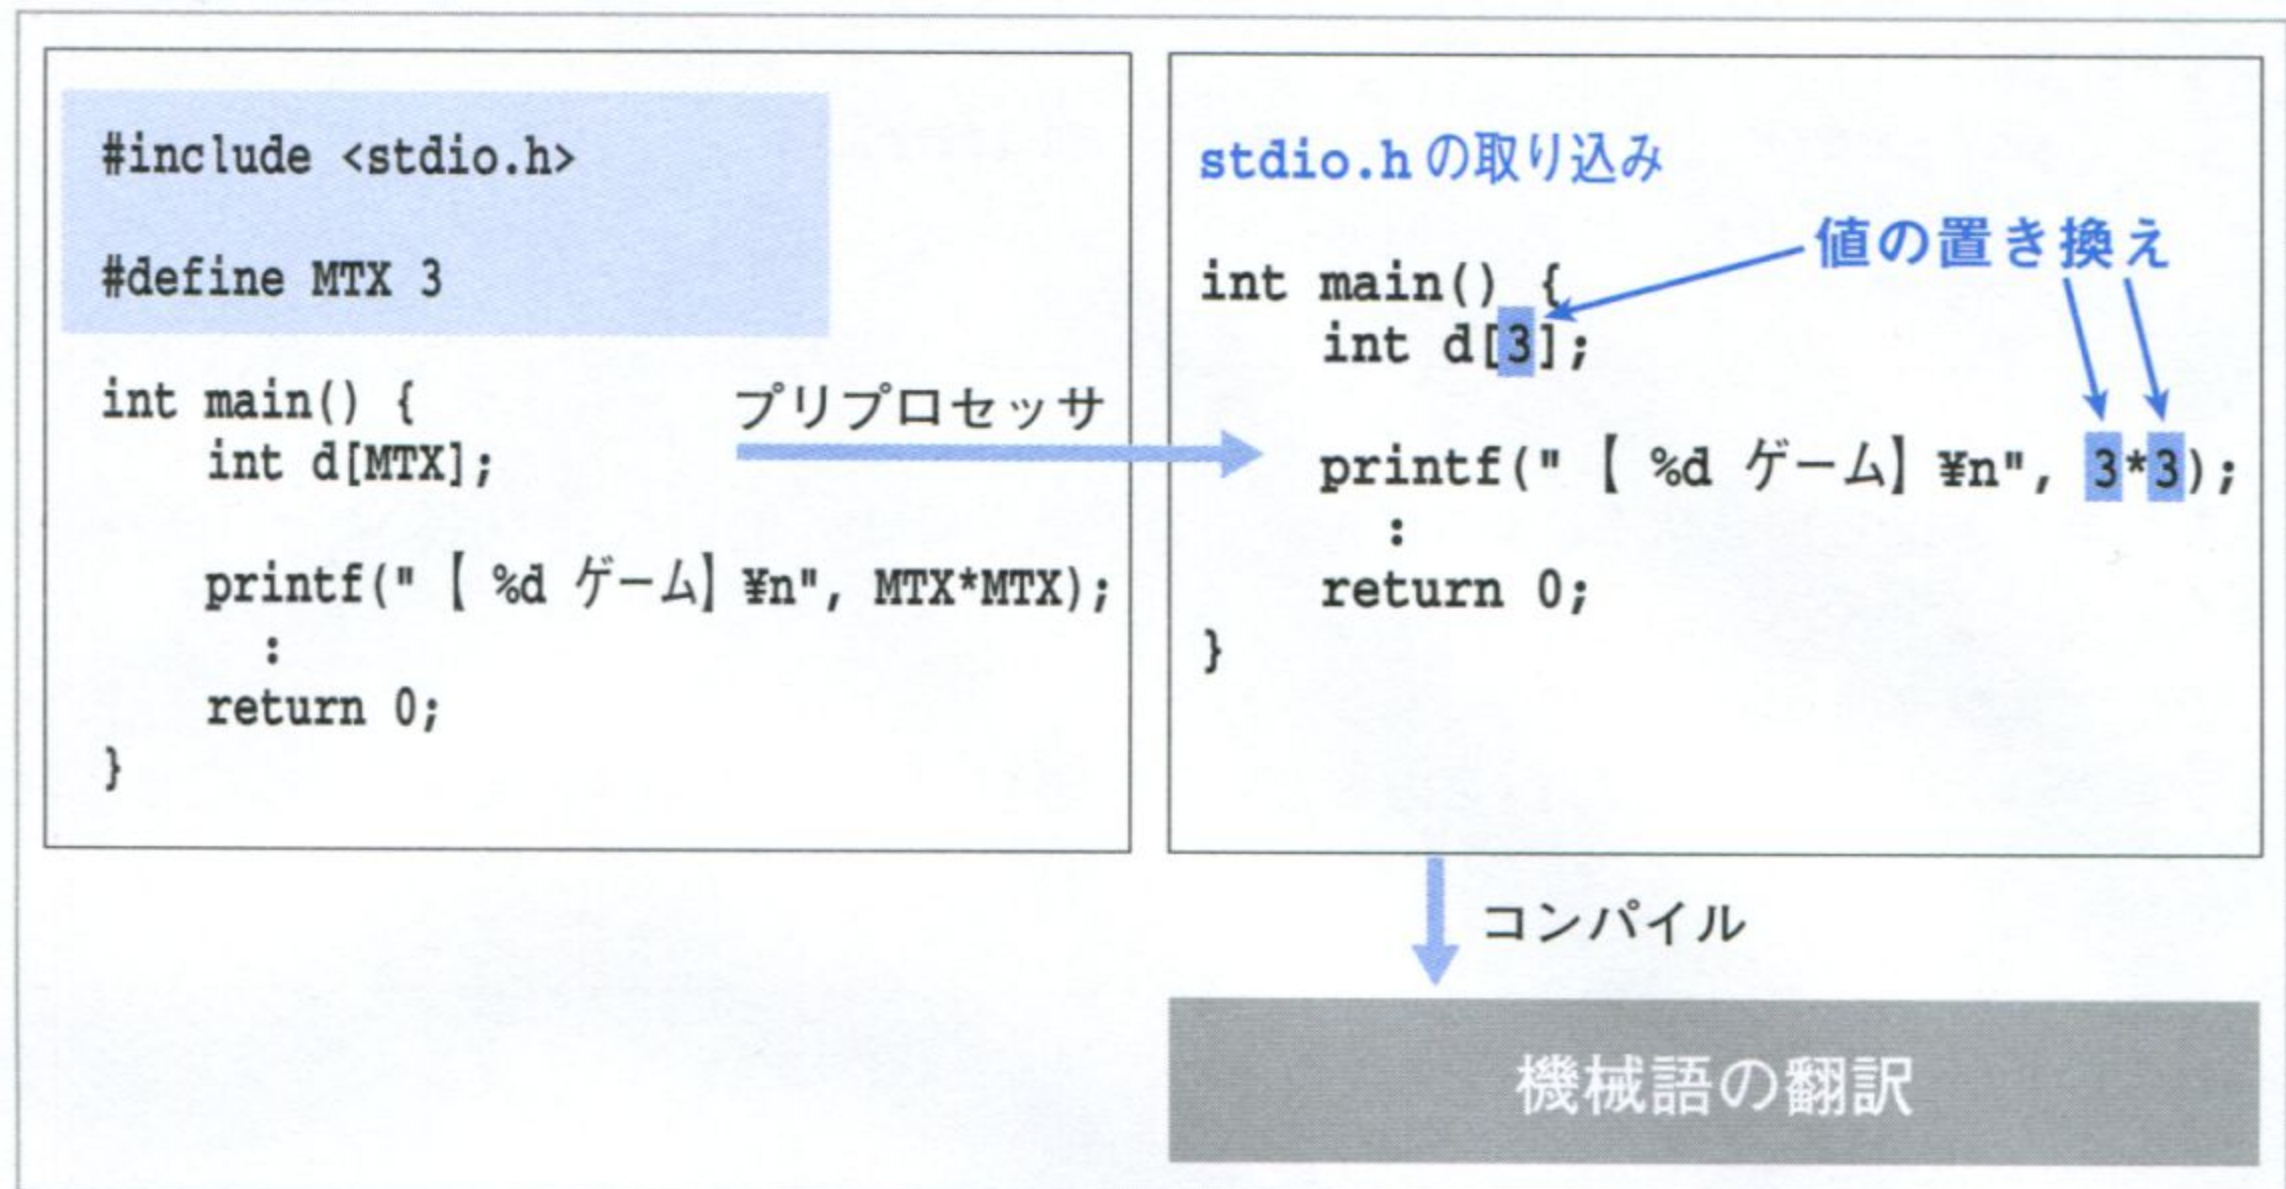 #include <stdio.h>
#define MTX 3
int main() {
int d[MTX];
printf("【 %d ゲーム】¥n", MTX*MTX);
:
return 0;
}
プリプロセッサ
stdio.hの取り込み
値の置き換え
int main() {
int d[3];
printf("【 %d ゲーム】¥n", 3*3);
:
return 0;
}
コンパイル
機械語の翻訳